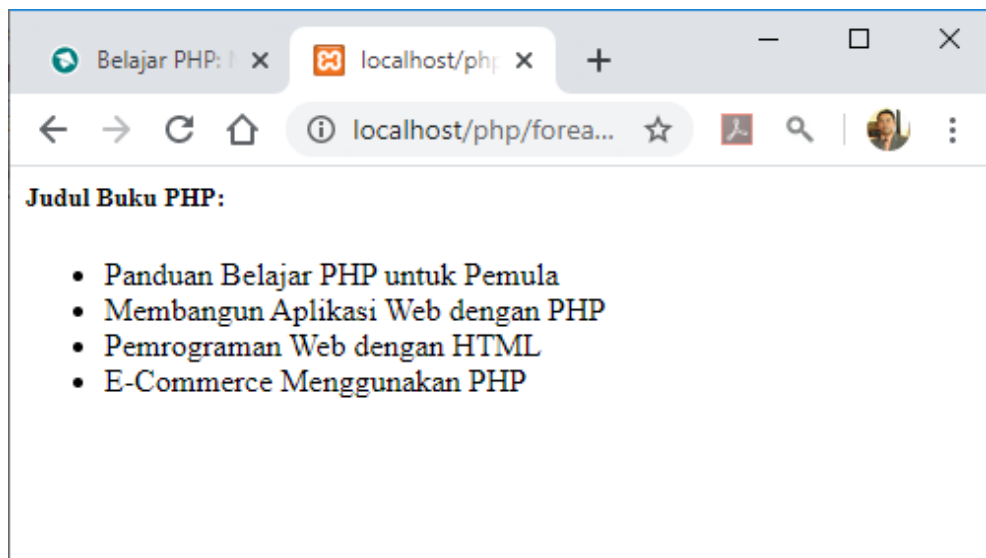 Belajar PHP:
localhost/php
localhost/php/forea...
Judul Buku PHP:
Panduan Belajar PHP untuk Pemula
Membangun Aplikasi Web dengan PHP
Pemrograman Web dengan HTML
E-Commerce Menggunakan PHP